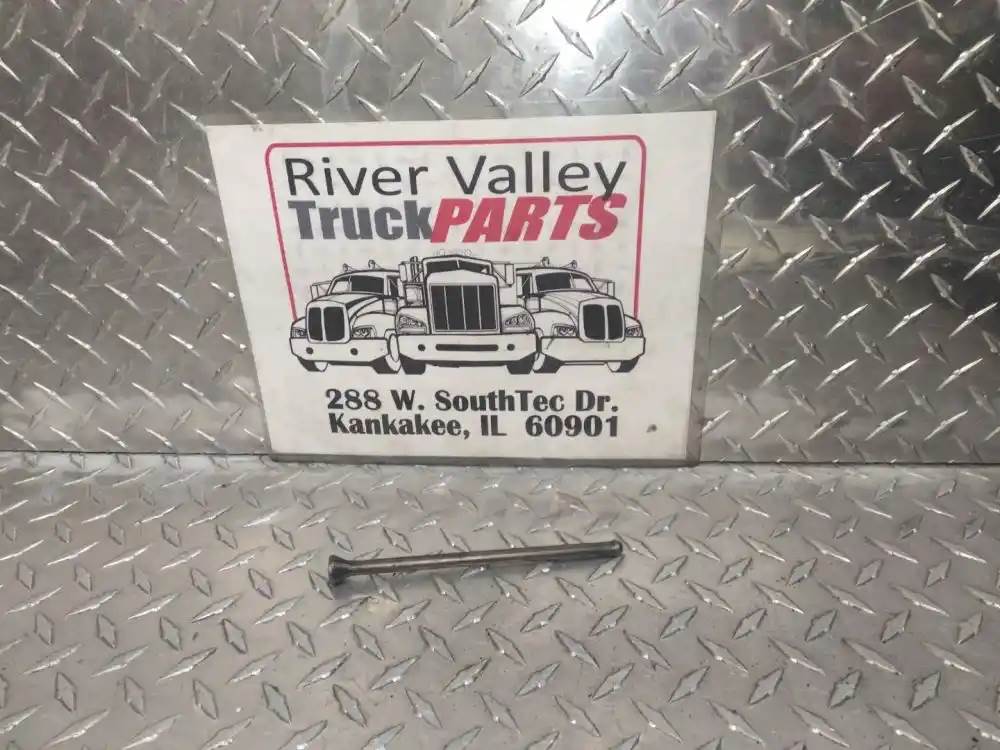 River Valley
TruckPARTS
288 W. SouthTec Dr.
Kankakee, IL 60901